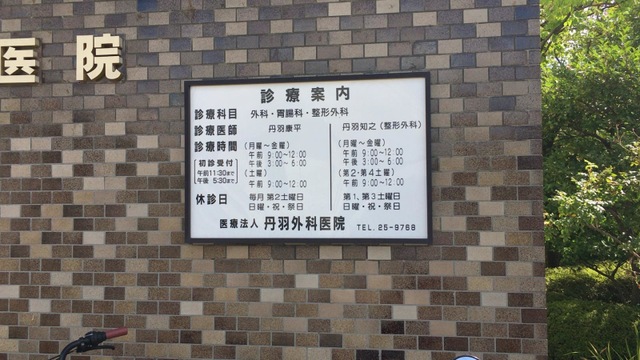 医院
診療案内
診療科目 外科・胃腸科・整形外科
診療医師 丹羽康平 丹羽知之(整形外科)
診療時間 (月曜〜金曜) (月曜〜金曜)
午前 9:00~12:00 午前 9:00~12:00
初診受付 午後 3:00~6:00 午後 3:00~6:00
午前11:30まで (土曜) (第2・第4土曜)
午後 5:30まで 午前 9:00~12:00 午前 9:00~12:00
休診日 毎月 第2土曜日 第1、第3土曜日
日曜・祝・祭日 日曜・祝・祭日
医療法人 丹羽外科医院 TEL. 25-9768